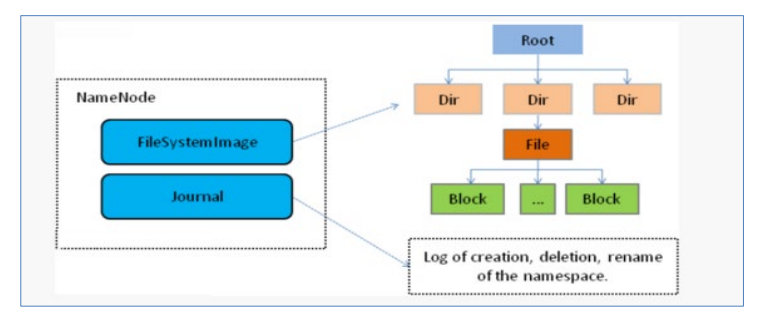 NameNode
FileSystemImage
Journal
Root
Dir
Dir
Dir
File
Block
...
Block
Log of creation, deletion, rename
of the namespace.